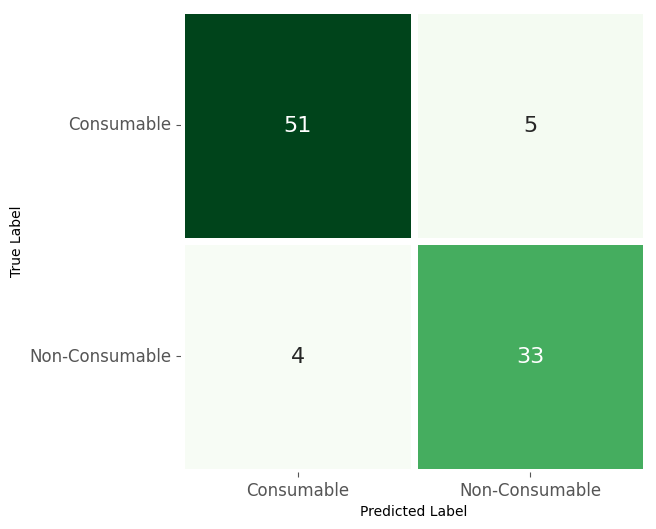 True Label
Consumable
51
5
Non-Consumable
4
33
Consumable
Non-Consumable
Predicted Label